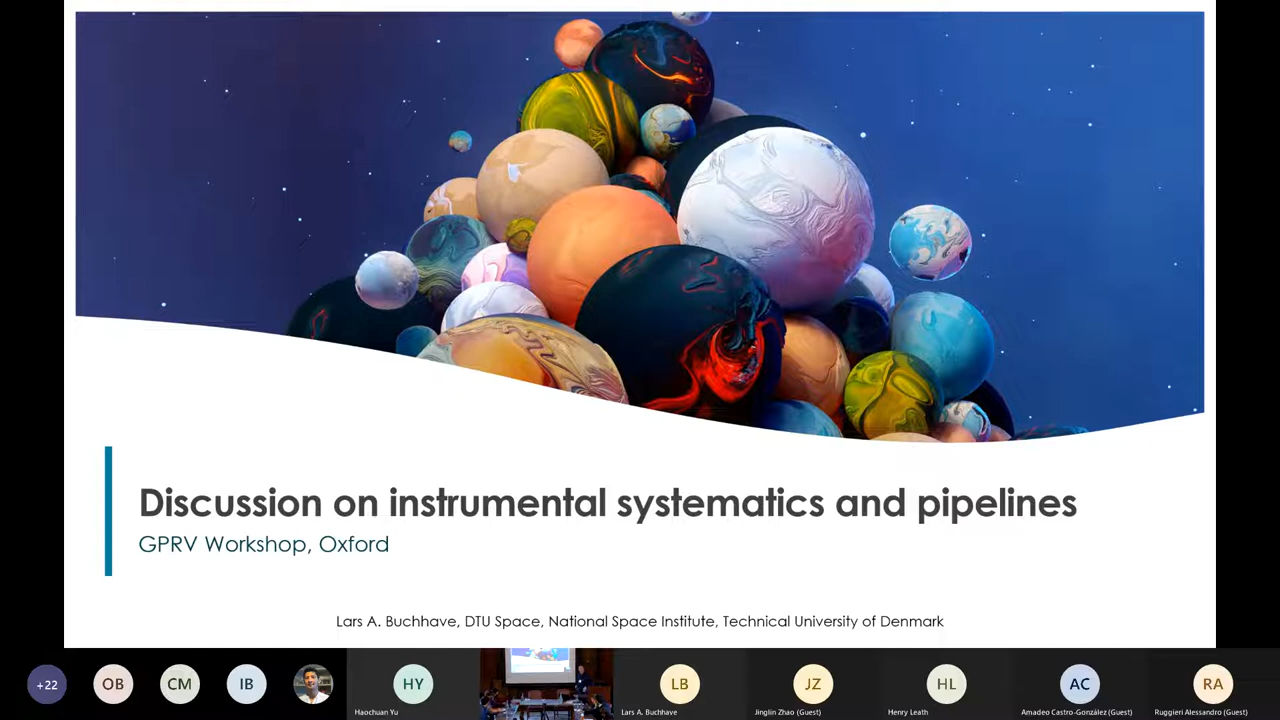 Discussion on instrumental systematics and pipelines
GPRV Workshop, Oxford
Lars A. Buchhave, DTU Space, National Space Institute, Technical University of Denmark
+22
OB
CM
IB
HY
LB
JZ
HL
AC
RA
Haochuan Yu
Lars A. Buchhave
Jinglin Zhao (Guest)
Henry Leath
Amadeo Castro-González (Guest)
Ruggieri Alessandro (Guest)